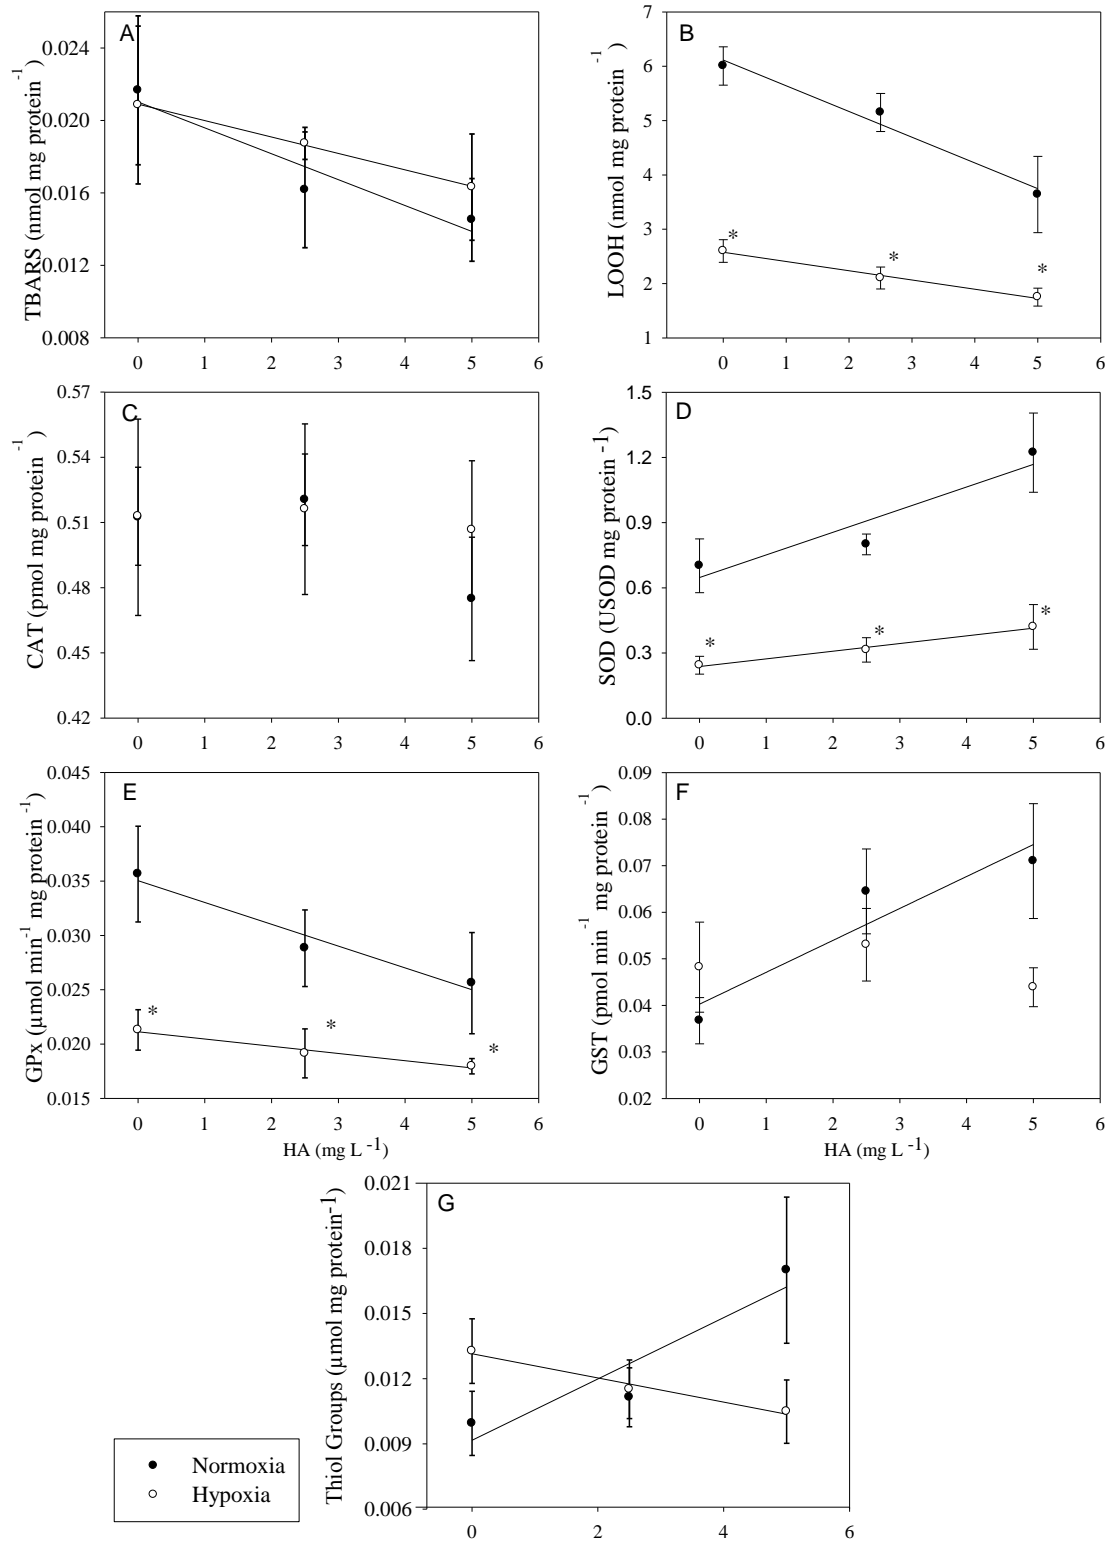 A
TBARS (nmol mg protein-1)
0.024
0.020
0.016
0.012
0.008
0 1 2 3 4 5 6
B
LOOH (nmol mg protein-1)
7
6
5
4
3
2
1
*
*
*
0 1 2 3 4 5 6
C
CAT (pmol mg protein-1)
0.57
0.54
0.51
0.48
0.45
0.42
0 1 2 3 4 5 6
D
SOD (USOD mg protein-1)
1.5
1.2
0.9
0.6
0.3
0.0
*
*
*
0 1 2 3 4 5 6
E
GPx (µmol min-1 mg protein-1)
0.045
0.040
0.035
0.030
0.025
0.020
0.015
*
*
*
0 1 2 3 4 5 6
HA (mg L-1)
F
GST (pmol min-1 mg protein-1)
0.09
0.08
0.07
0.06
0.05
0.04
0.03
0.02
0 1 2 3 4 5 6
HA (mg L-1)
G
Thiol Groups (µmol mg protein-1)
0.021
0.018
0.015
0.012
0.009
0.006
0 2 4 6
Normoxia
Hypoxia